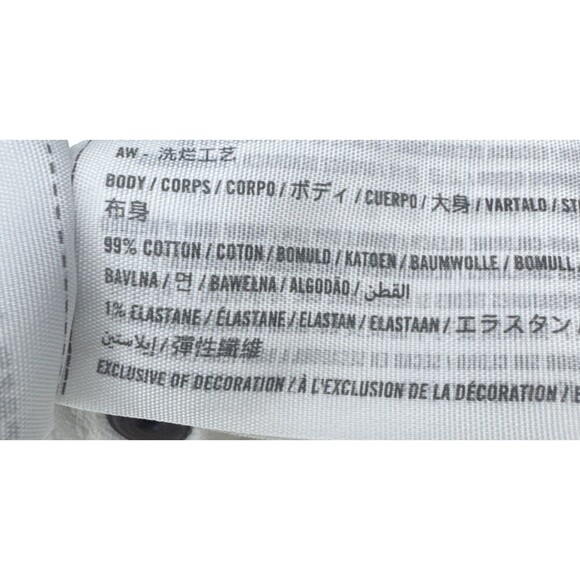 AW - 洗烂工艺
BODY / CORPS / CORPO / ボディ / CUERPO / 大身 / VARTALO / ST
布身
99% COTTON / COTON / BOMULD / KATOEN / BAUMWOLLE / BOMULL
BAVLNA / 면 / BAWEŁNA / ALGODÃO / القطن
1% ELASTANE / ÉLASTANE / ELASTAN / ELASTAAN / エラスタン
إيلاستين / 彈性纖維
EXCLUSIVE OF DECORATION / À L'EXCLUSION DE LA DÉCORATION /